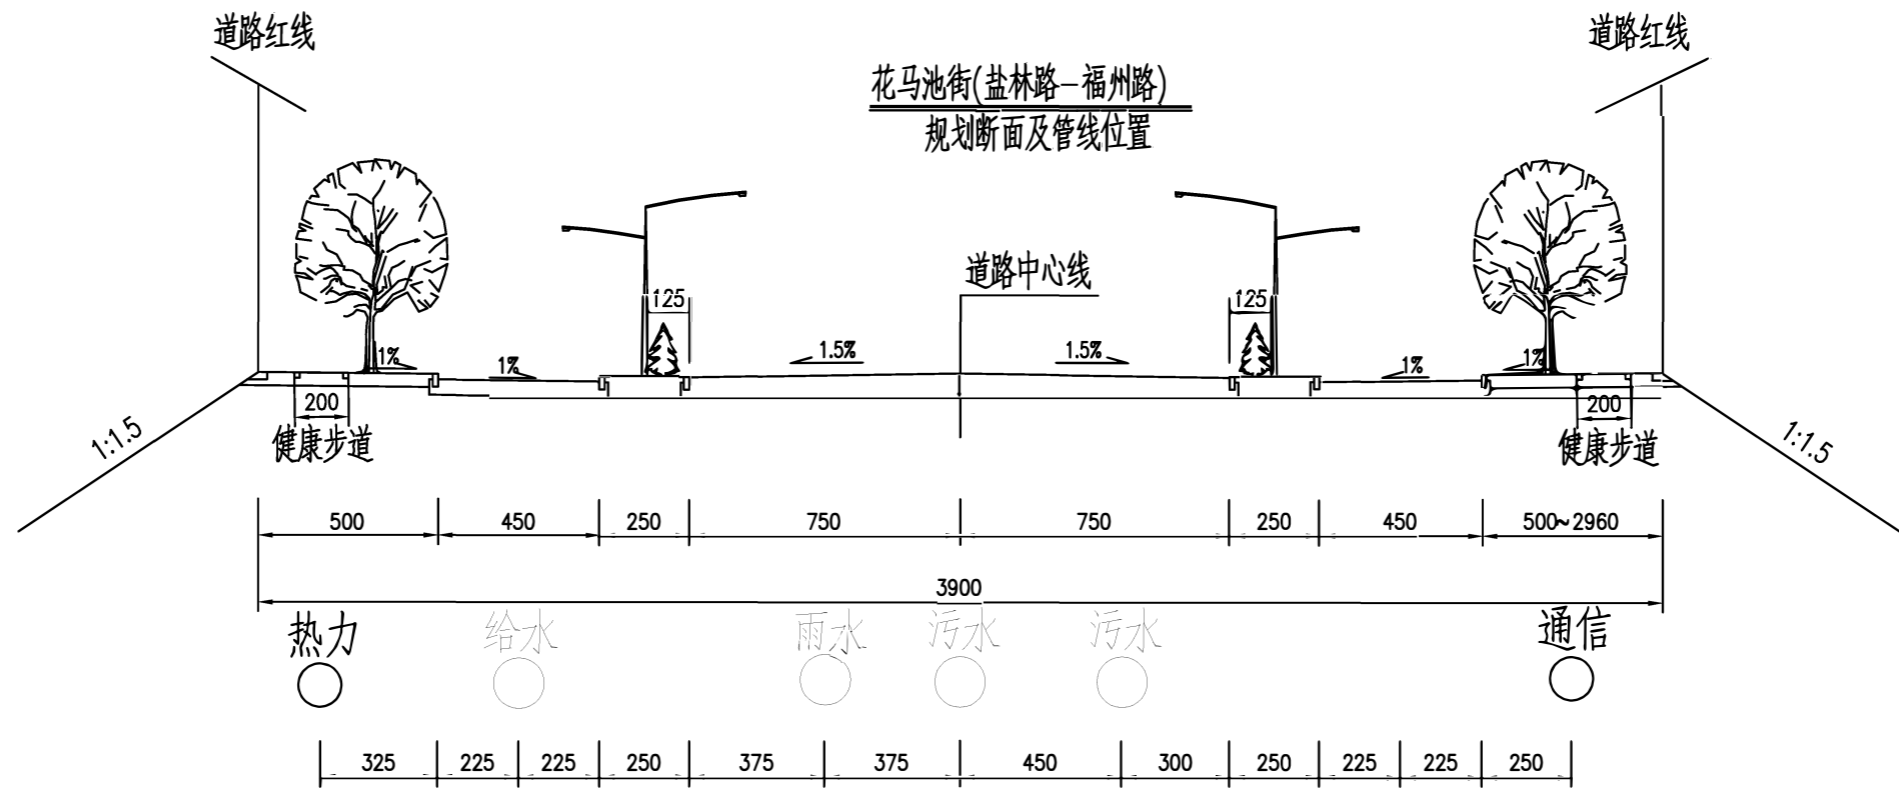 道路红线
道路红线
花马池街(盐林路-福州路)
规划断面及管线位置
道路中心线
125
125
1%
1%
1.5%
1.5%
1%
1%
200
200
健康步道
健康步道
1:1.5
1:1.5
500 450 250 750 750 250 450 500~2960
3900
热力 给水 雨水 污水 污水 通信
325 225 225 250 375 375 450 300 250 225 225 250